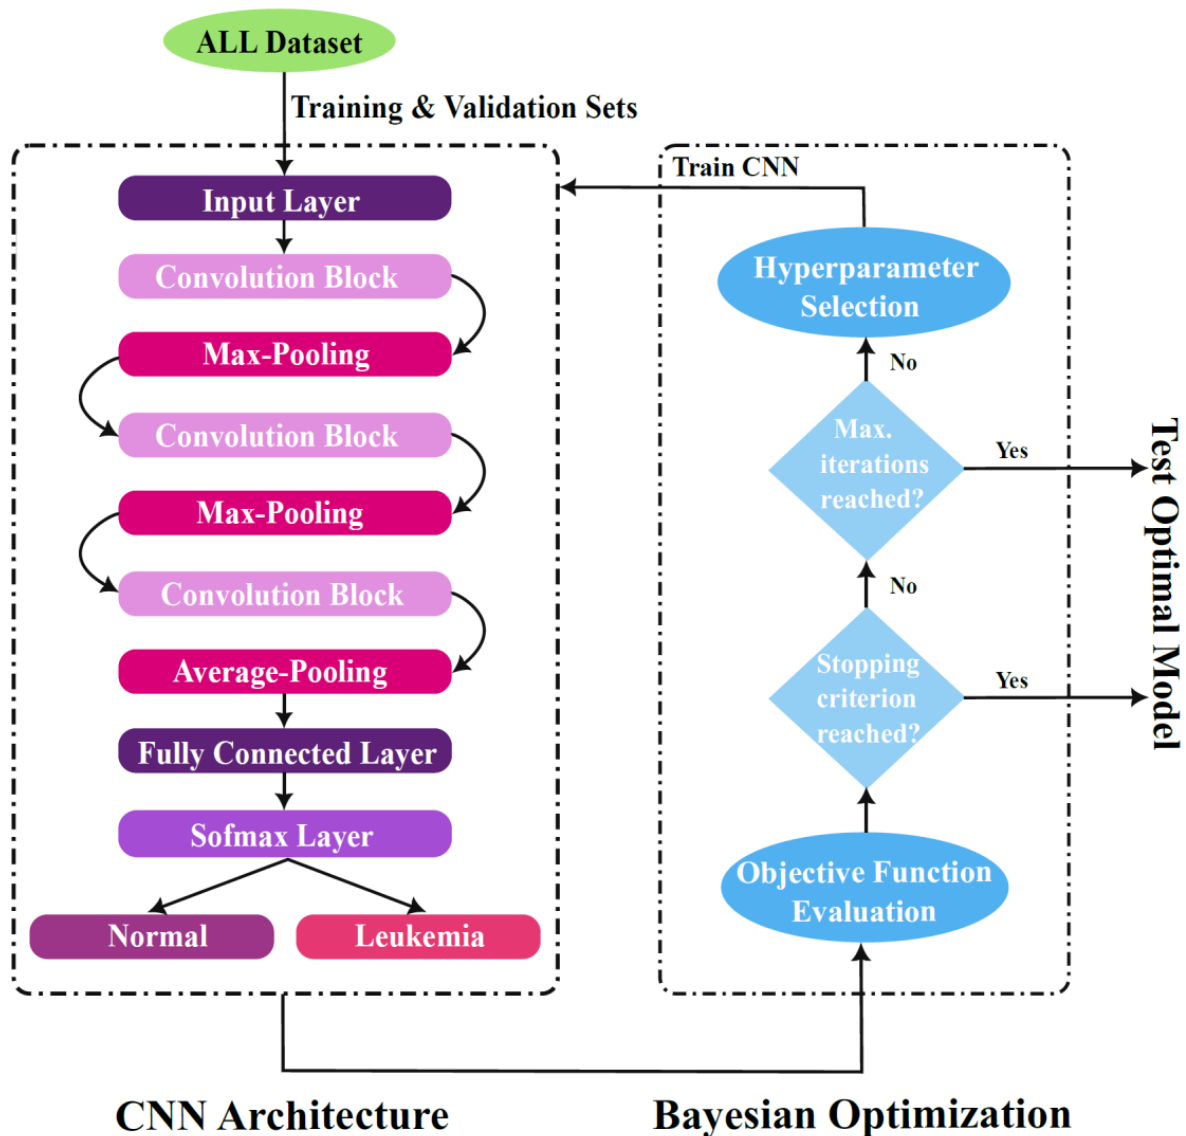 ALL Dataset
Training & Validation Sets
Input Layer
Convolution Block
Max-Pooling
Convolution Block
Max-Pooling
Convolution Block
Average-Pooling
Fully Connected Layer
Sofmax Layer
Normal
Leukemia
CNN Architecture
Train CNN
Hyperparameter
Selection
No
Max.
iterations
reached?
Yes
No
Stopping
criterion
reached?
Yes
Objective Function
Evaluation
Bayesian Optimization
Test Optimal Model